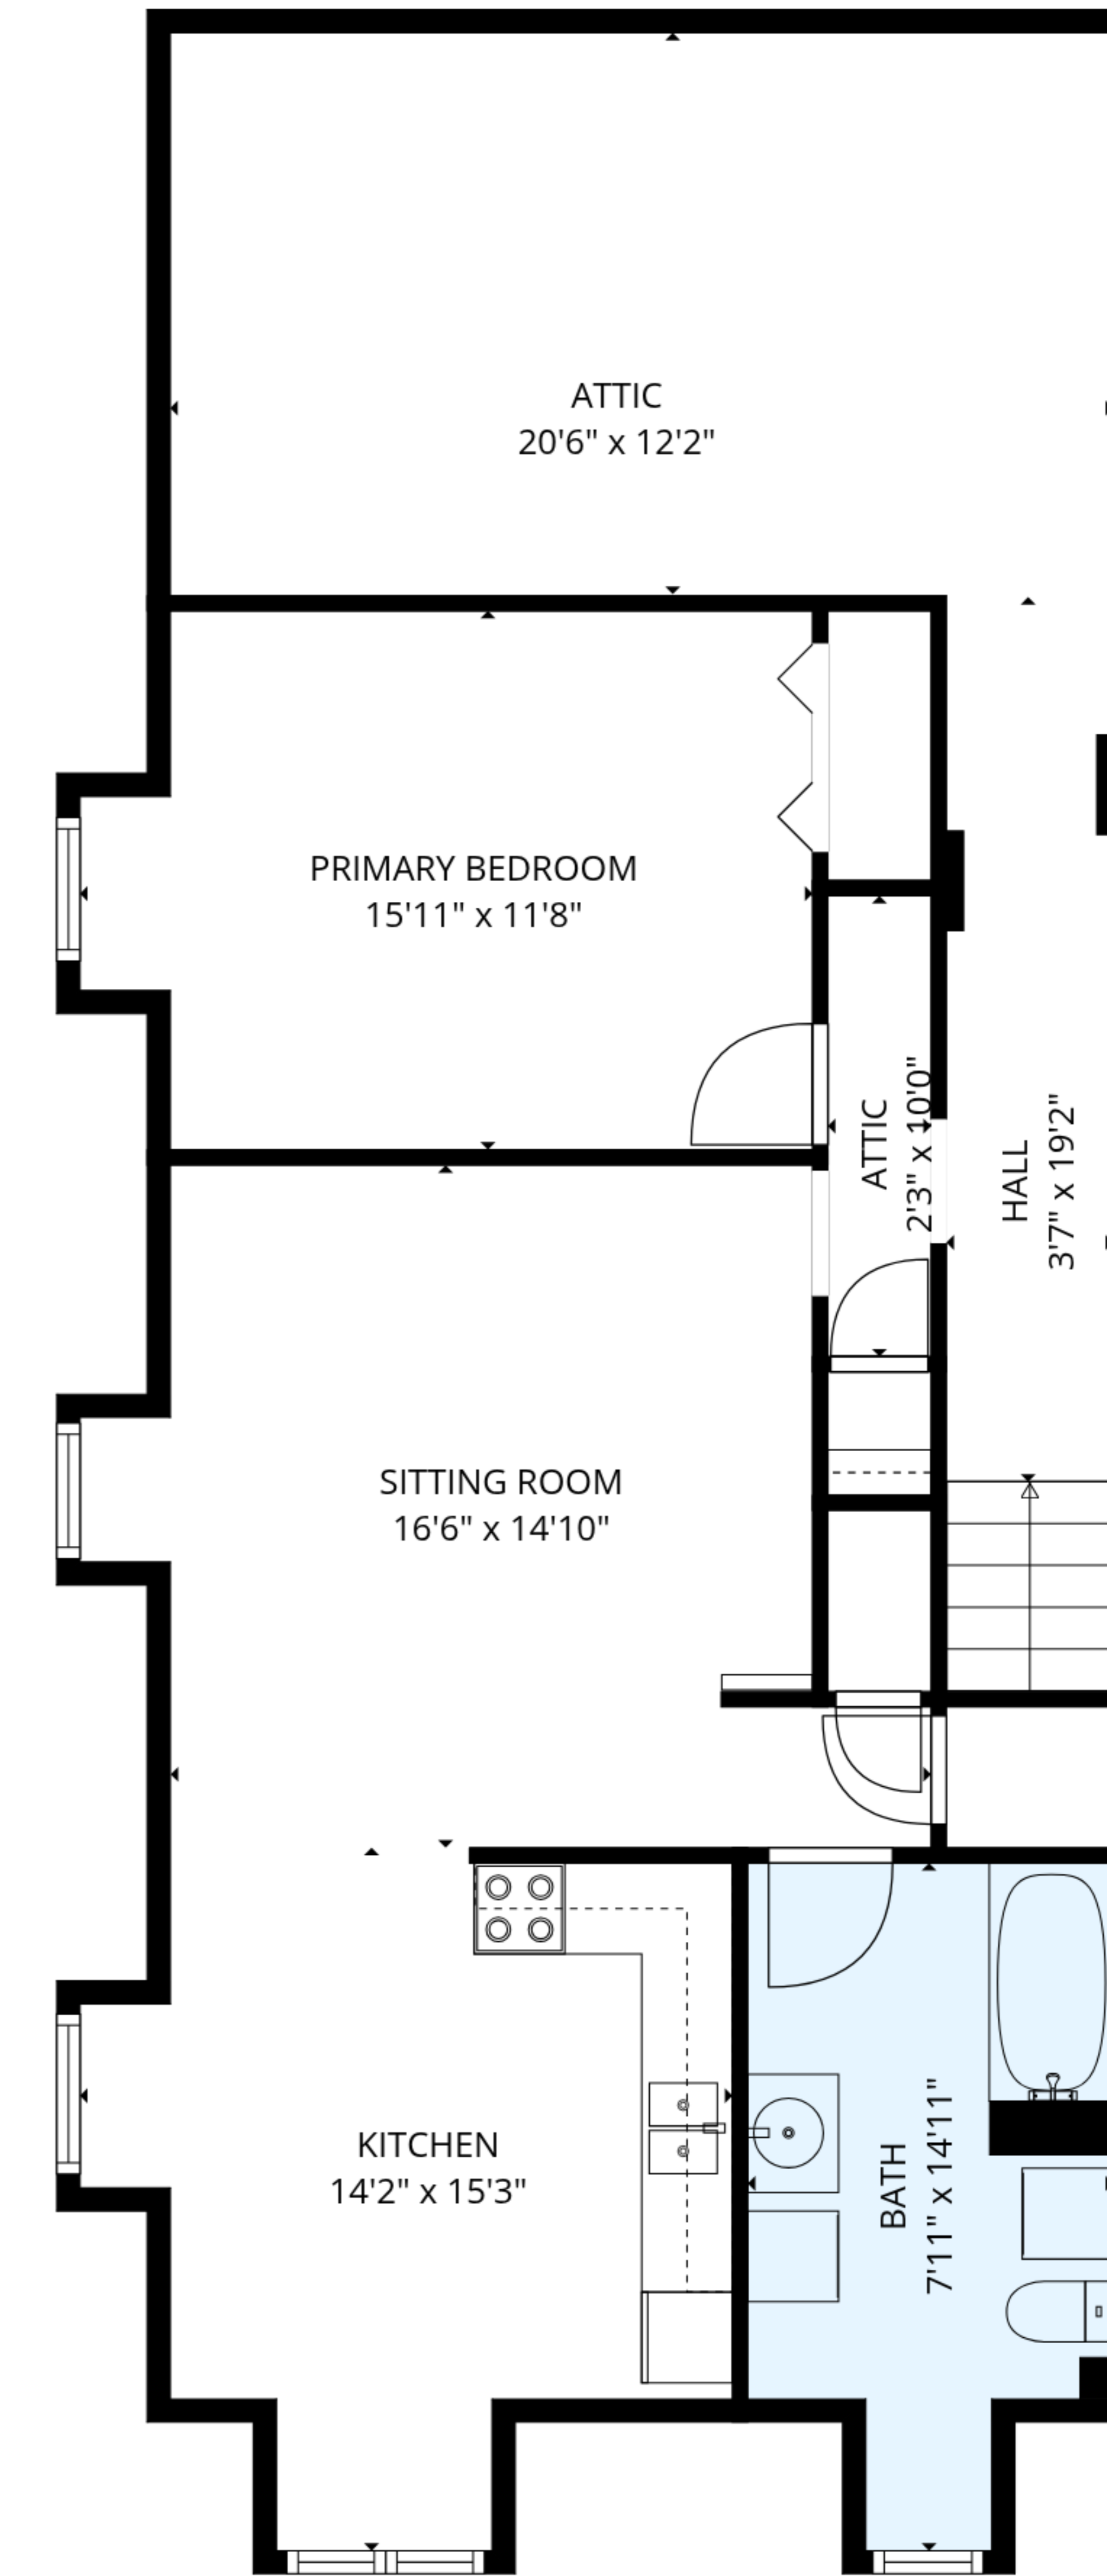 ATTIC
20'6" x 12'2"
PRIMARY BEDROOM
15'11" x 11'8"
ATTIC
2'3" x 10'0"
HALL
3'7" x 19'2"
SITTING ROOM
16'6" x 14'10"
KITCHEN
14'2" x 15'3"
BATH
7'11" x 14'11"